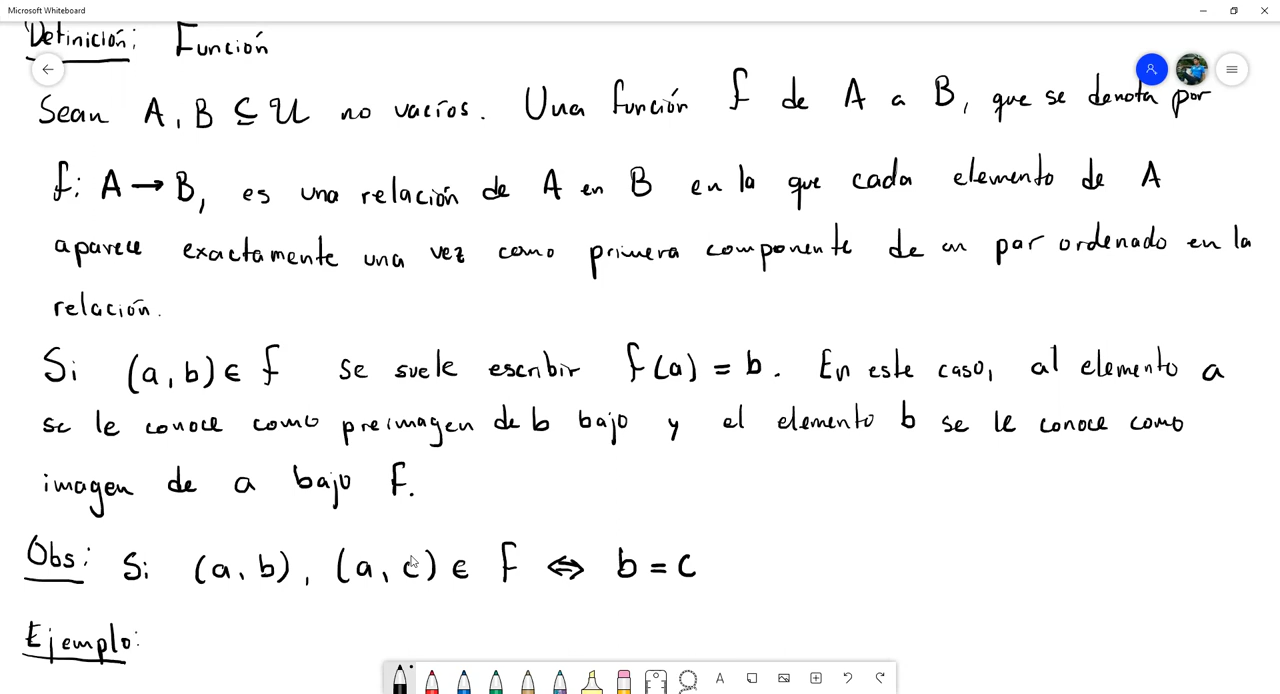 Microsoft Whiteboard
Definición: Función
Sean A, B ⊆ U no vacíos. Una función f de A a B, que se denota por
f: A → B, es una relación de A en B en la que cada elemento de A
aparece exactamente una vez como primera componente de un par ordenado en la
relación.
Si (a, b) ∈ f se suele escribir f(a) = b. En este caso, al elemento a
se le conoce como preimagen de b bajo y el elemento b se le conoce como
imagen de a bajo f.
Obs: Si (a, b), (a, c) ∈ f ⇔ b = c
Ejemplo: